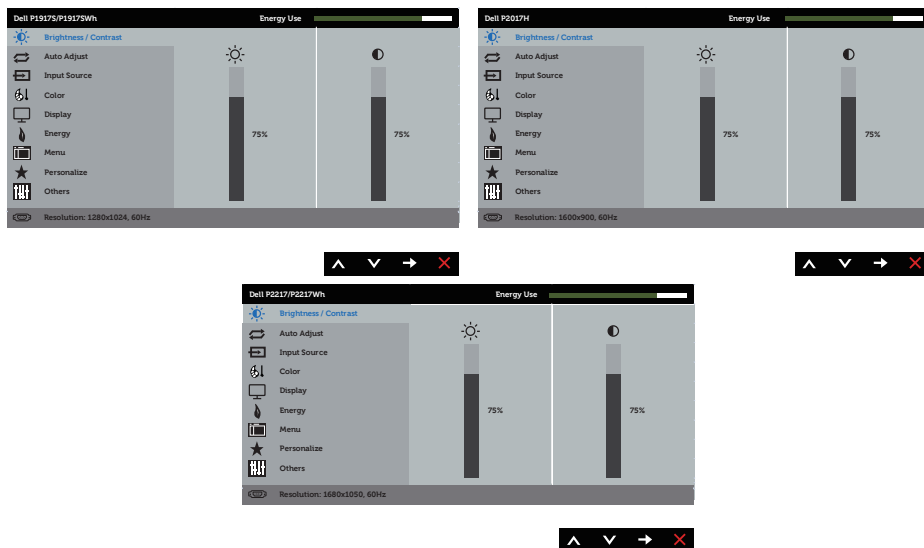 Dell P1917S/P1917SWh Energy Use
Brightness / Contrast
Auto Adjust
Input Source
Color
Display
Energy
Menu
Personalize
Others
75% 75%
Resolution: 1280x1024, 60Hz
Dell P2017H Energy Use
Brightness / Contrast
Auto Adjust
Input Source
Color
Display
Energy
Menu
Personalize
Others
75% 75%
Resolution: 1600x900, 60Hz
Dell P2217/P2217Wh Energy Use
Brightness / Contrast
Auto Adjust
Input Source
Color
Display
Energy
Menu
Personalize
Others
75% 75%
Resolution: 1680x1050, 60Hz